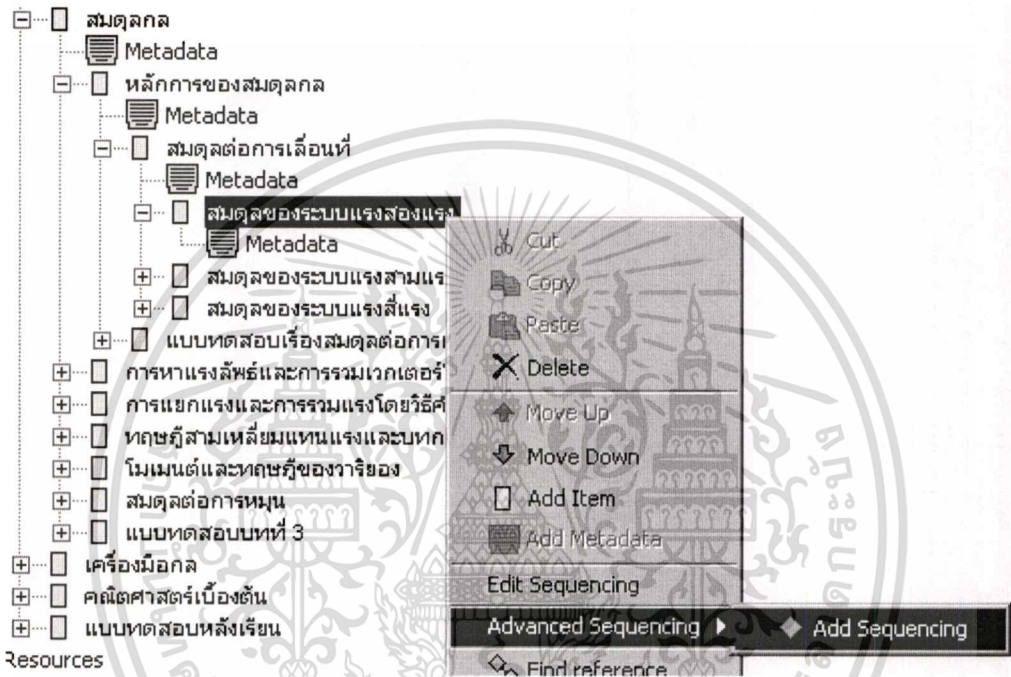 สมดุลกล
Metadata
หลักการของสมดุลกล
Metadata
สมดุลต่อการเลื่อนที่
Metadata
สมดุลของระบบแรงสองแรง
Metadata
สมดุลของระบบแรงสามแร
สมดุลของระบบแรงสี่แรง
แบบทดสอบเรื่องสมดุลต่อการเ
การหาแรงลัพธ์และการรวมเวกเตอร์
การแยกแรงและการรวมแรงโดยวิธีค
ทฤษฎีสามเหลี่ยมแทนแรงและบทก
โมเมนต์และทฤษฎีของวาริยอง
สมดุลต่อการหมุน
แบบทดสอบบทที่ 3
เครื่องมือกล
คณิตศาสตร์เบื้องต้น
แบบทดสอบหลังเรียน
Resources
Cut
Copy
Paste
Delete
Move Up
Move Down
Add Item
Add Metadata
Edit Sequencing
Advanced Sequencing
Add Sequencing
Find reference